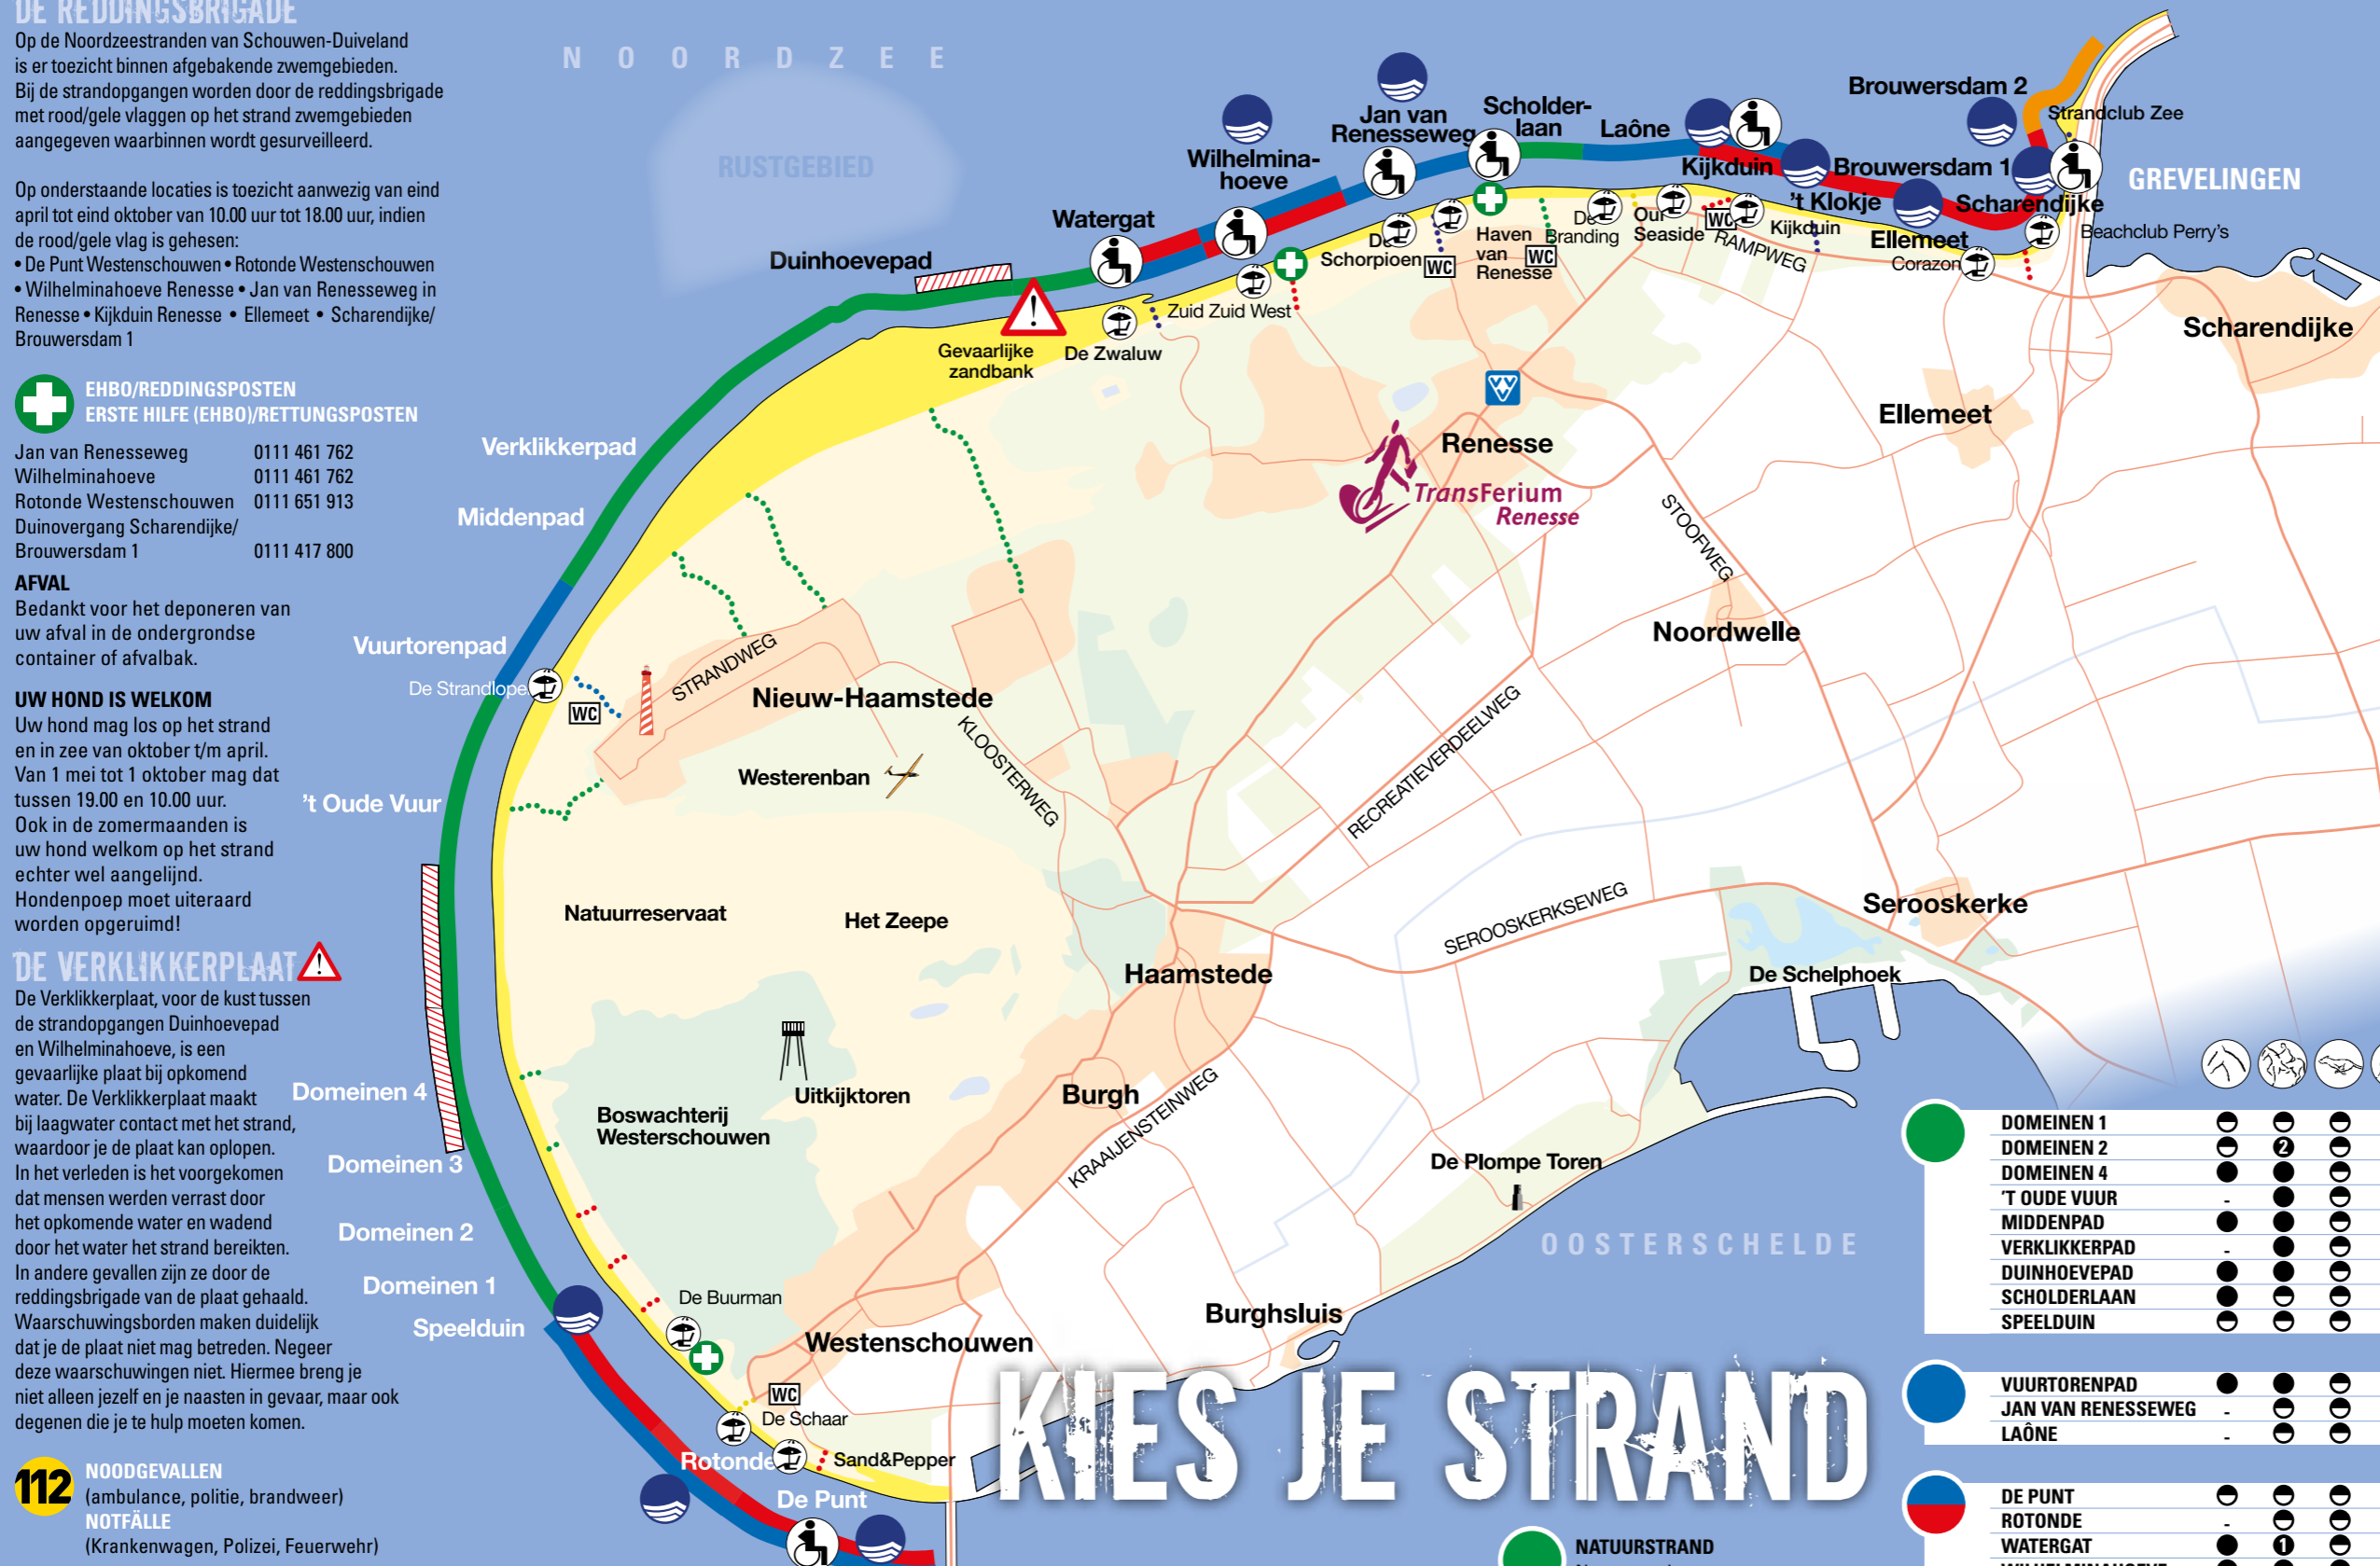 DE REDDINGSBRIGADE
Op de Noordzeestranden van Schouwen-Duiveland
is er toezicht binnen afgebakende zwemgebieden.
Bij de strandopgangen worden door de reddingsbrigade
met rood/gele vlaggen op het strand zwemgebieden
aangegeven waarbinnen wordt gesurveilleerd.
Op onderstaande locaties is toezicht aanwezig van eind
april tot eind oktober van 10.00 uur tot 18.00 uur, indien
de rood/gele vlag is gehesen:
• De Punt Westenschouwen • Rotonde Westenschouwen
• Wilhelminahoeve Renesse • Jan van Renesseweg in
Renesse • Kijkduin Renesse • Ellemeet • Scharendijke/
Brouwersdam 1
EHBO/REDDINGSPOSTEN
ERSTE HILFE (EHBO)/RETTUNGSPOSTEN
Jan van Renesseweg 0111 461 762
Wilhelminahoeve 0111 461 762
Rotonde Westenschouwen 0111 651 913
Duinovergang Scharendijke/
Brouwersdam 1 0111 417 800
AFVAL
Bedankt voor het deponeren van
uw afval in de ondergrondse
container of afvalbak.
UW HOND IS WELKOM
Uw hond mag los op het strand
en in zee van oktober t/m april.
Van 1 mei tot 1 oktober mag dat
tussen 19.00 en 10.00 uur.
Ook in de zomermaanden is
uw hond welkom op het strand
echter wel aangelijnd.
Hondenpoep moet uiteraard
worden opgeruimd!
DE VERKLIKKERPLAAT
De Verklikkerplaat, voor de kust tussen
de strandopgangen Duinhoevepad
en Wilhelminahoeve, is een
gevaarlijke plaat bij opkomend
water. De Verklikkerplaat maakt
bij laagwater contact met het strand,
waardoor je de plaat kan oplopen.
In het verleden is het voorgekomen
dat mensen werden verrast door
het opkomende water en wadend
door het water het strand bereikten.
In andere gevallen zijn ze door de
reddingsbrigade van de plaat gehaald.
Waarschuwingsborden maken duidelijk
dat je de plaat niet mag betreden. Negeer
deze waarschuwingen niet. Hiermee breng je
niet alleen jezelf en je naasten in gevaar, maar ook
degenen die je te hulp moeten komen.
112
NOODGEVALLEN
(ambulance, politie, brandweer)
NOTFÄLLE
(Krankenwagen, Polizei, Feuerwehr)
NOORDZEE
RUSTGEBIED
Duinhoevepad
Watergat
Wilhelmina-
hoeve
Jan van
Renesseweg
Scholder-
laan
Laône
Kijkduin
't Klokje
Ellemeet
Brouwersdam 1
Scharendijke
Brouwersdam 2
Strandclub Zee
GREVELINGEN
Beachclub Perry's
Gevaarlijke
zandbank
De Zwaluw
Zuid Zuid West
De
Schorpioen
WC
Haven
van
Renesse
WC
De
Branding
Our
Seaside
WC
RAMPWEG
Kijkduin
Corazon
Scharendijke
Ellemeet
Renesse
TransFerium
Renesse
STOOFWEG
Noordwelle
Verklikkerpad
Middenpad
Vuurtorenpad
De Strandlope
WC
STRANDWEG
Nieuw-Haamstede
KLOOSTERWEG
Westerenban
't Oude Vuur
RECREATIEVERDEELWEG
Natuurreservaat
Het Zeepe
SEROOSKERKSEWEG
Serooskerke
Haamstede
De Schelphoek
Uitkijktoren
Burgh
KRAAIJENSTEINWEG
Boswachterij
Westerschouwen
De Plompe Toren
OOSTERSCHELDE
Domeinen 4
Domeinen 3
Domeinen 2
Domeinen 1
Speelduin
De Buurman
Westenschouwen
Burghsluis
WC
De Schaar
Rotonde
Sand&Pepper
De Punt
KIES JE STRAND
NATUURSTRAND
DOMEINEN 1
DOMEINEN 2 2
DOMEINEN 4
'T OUDE VUUR -
MIDDENPAD
VERKLIKKERPAD -
DUINHOEVEPAD
SCHOLDERLAAN
SPEELDUIN
VUURTORENPAD
JAN VAN RENESSEWEG -
LAÔNE -
DE PUNT
ROTONDE -
WATERGAT 1